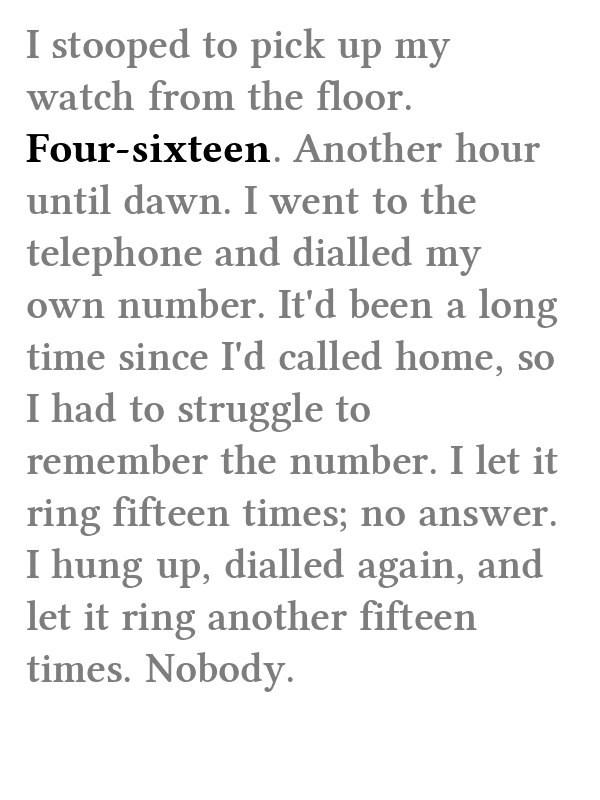 I stooped to pick up my
watch from the floor.
Four-sixteen. Another hour
until dawn. I went to the
telephone and dialled my
own number. It'd been a long
time since I'd called home, so
I had to struggle to
remember the number. I let it
ring fifteen times; no answer.
I hung up, dialled again, and
let it ring another fifteen
times. Nobody.